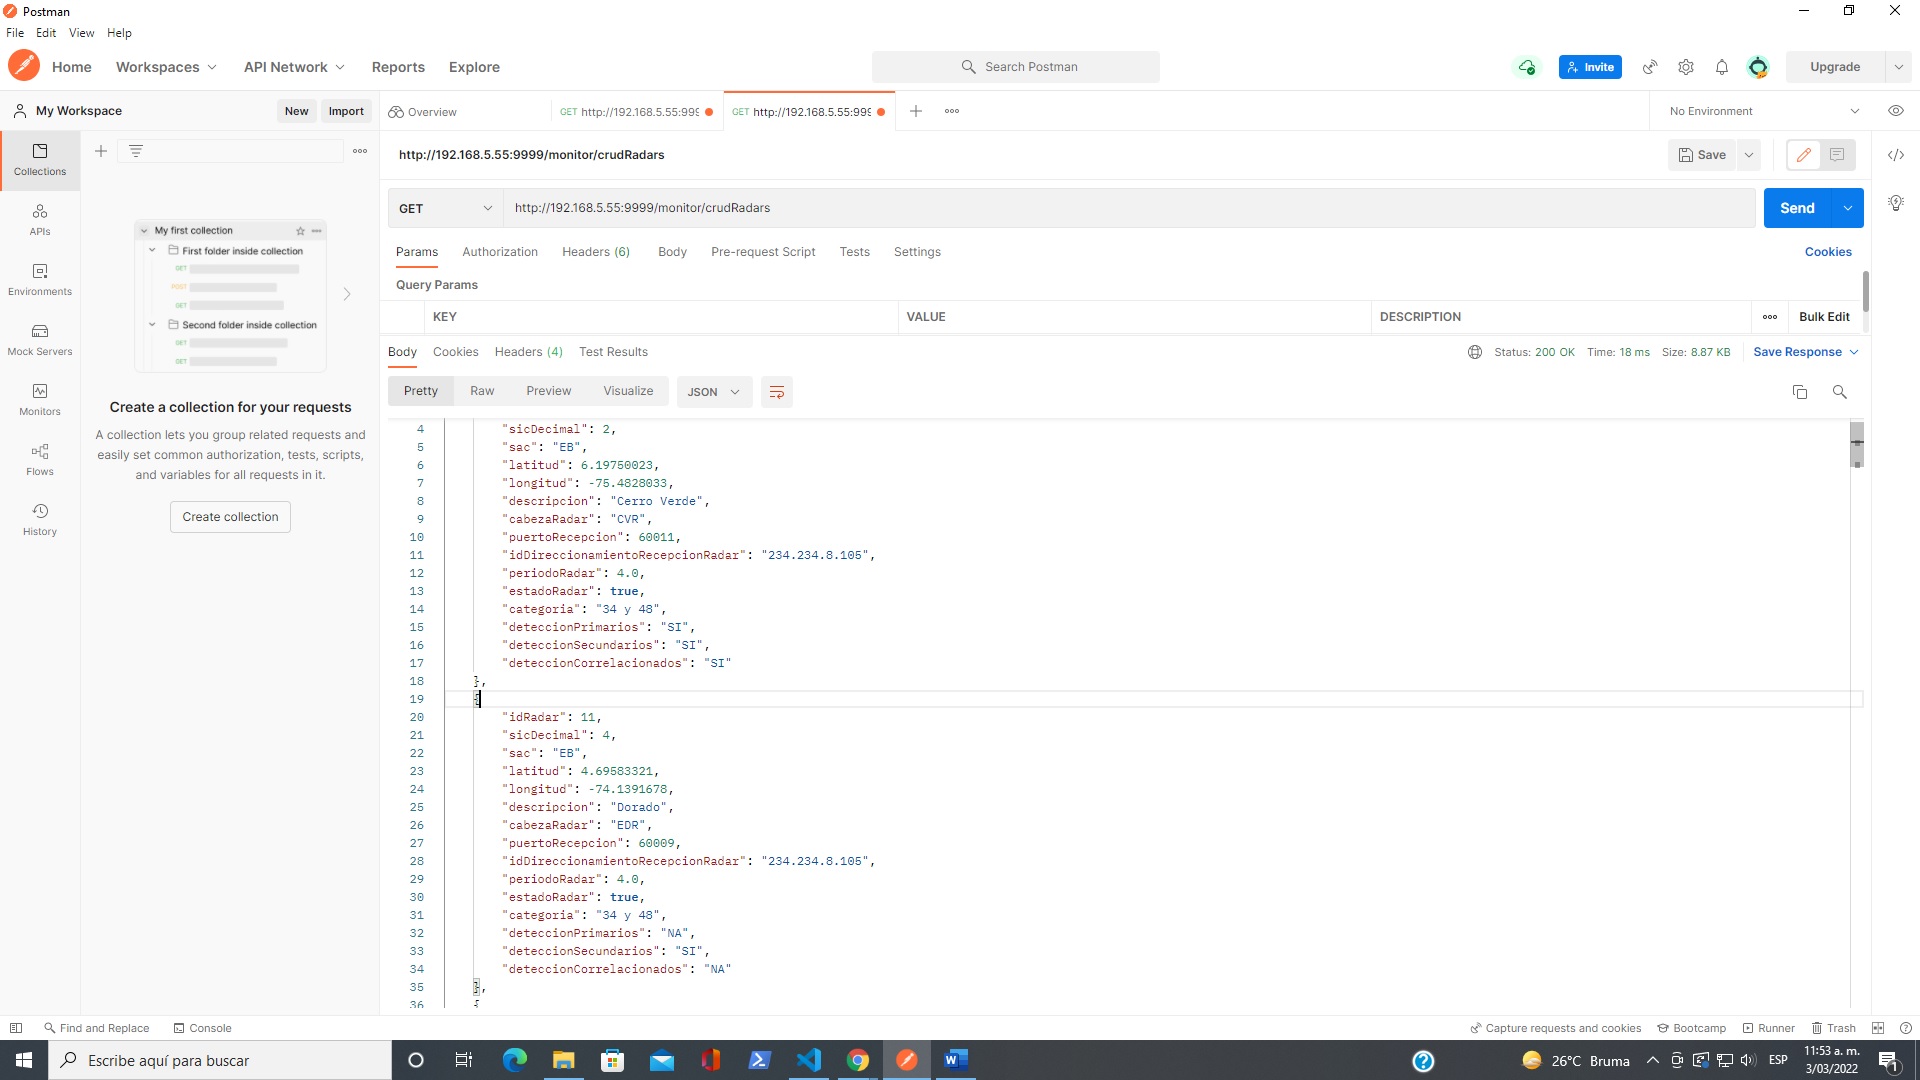 Postman
File Edit View Help
Home Workspaces API Network Reports Explore Search Postman Invite Upgrade
My Workspace New Import Overview GET http://192.168.5.55:999 GET http://192.168.5.55:999 No Environment
http://192.168.5.55:9999/monitor/crudRadars Save
GET http://192.168.5.55:9999/monitor/crudRadars Send
Params Authorization Headers (6) Body Pre-request Script Tests Settings Cookies
Query Params
KEY VALUE DESCRIPTION Bulk Edit
Body Cookies Headers (4) Test Results Status: 200 OK Time: 18 ms Size: 8.87 KB Save Response
Pretty Raw Preview Visualize JSON
Collections
APIs
Environments
Mock Servers
Monitors
Flows
History
My first collection
First folder inside collection
GET
POST
GET
Second folder inside collection
GET
GET
Create a collection for your requests
A collection lets you group related requests and
easily set common authorization, tests, scripts,
and variables for all requests in it.
Create collection
4 "sicDecimal": 2,
5 "sac": "EB",
6 "latitud": 6.19750023,
7 "longitud": -75.4828033,
8 "descripcion": "Cerro Verde",
9 "cabezaRadar": "CVR",
10 "puertoRecepcion": 60011,
11 "idDireccionamientoRecepcionRadar": "234.234.8.105",
12 "periodoRadar": 4.0,
13 "estadoRadar": true,
14 "categoria": "34 y 48",
15 "deteccionPrimarios": "SI",
16 "deteccionSecundarios": "SI",
17 "deteccionCorrelacionados": "SI"
18 },
19 {
20 "idRadar": 11,
21 "sicDecimal": 4,
22 "sac": "EB",
23 "latitud": 4.69583321,
24 "longitud": -74.1391678,
25 "descripcion": "Dorado",
26 "cabezaRadar": "EDR",
27 "puertoRecepcion": 60009,
28 "idDireccionamientoRecepcionRadar": "234.234.8.105",
29 "periodoRadar": 4.0,
30 "estadoRadar": true,
31 "categoria": "34 y 48",
32 "deteccionPrimarios": "NA",
33 "deteccionSecundarios": "SI",
34 "deteccionCorrelacionados": "NA"
35 },
36 {
Find and Replace Console Capture requests and cookies Bootcamp Runner Trash
Escribe aquí para buscar 26°C Bruma ESP 11:53 a. m.
3/03/2022 1